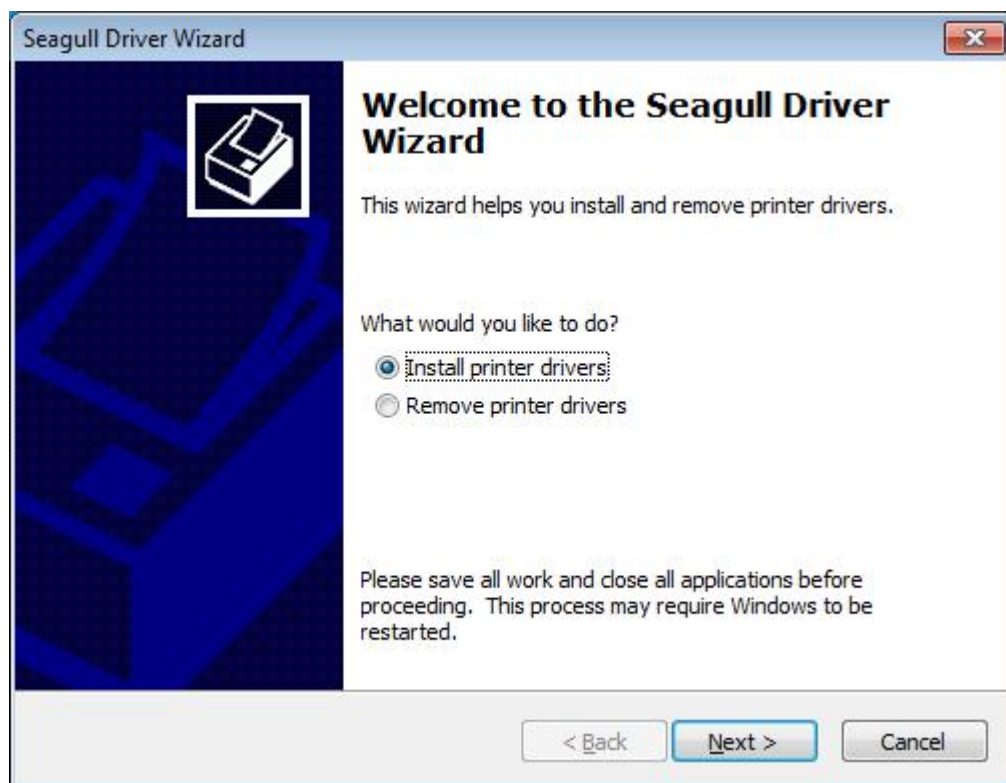 Seagull Driver Wizard
Welcome to the Seagull Driver
Wizard
This wizard helps you install and remove printer drivers.
What would you like to do?
Install printer drivers
Remove printer drivers
Please save all work and close all applications before
proceeding.  This process may require Windows to be
restarted.
< Back
Next >
Cancel